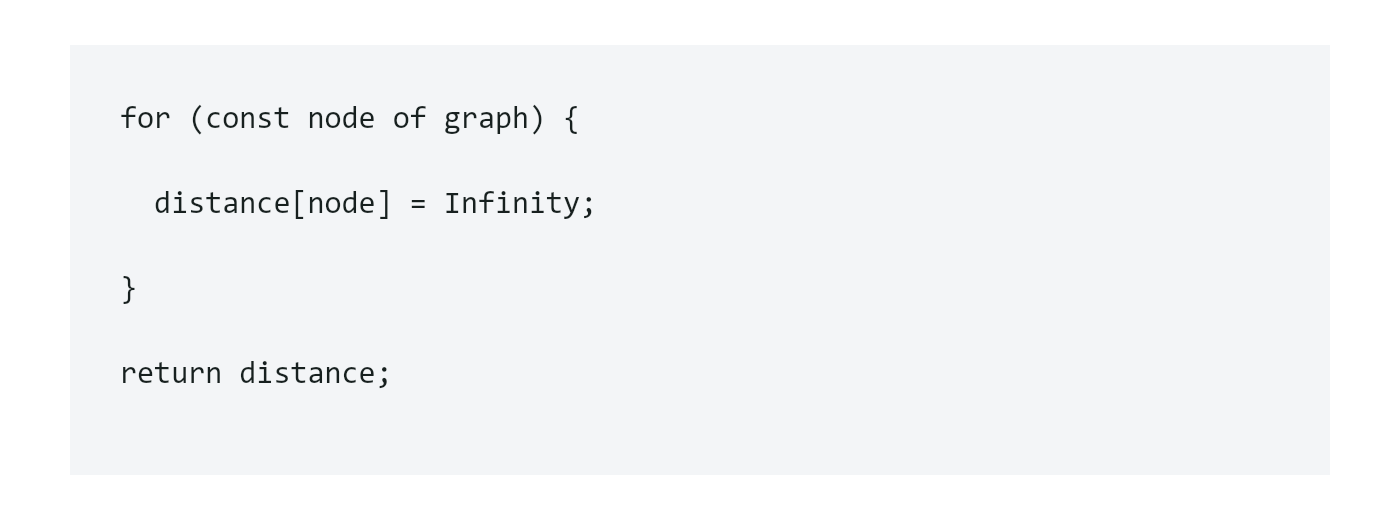 for (const node of graph) {
  distance[node] = Infinity;
}
return distance;